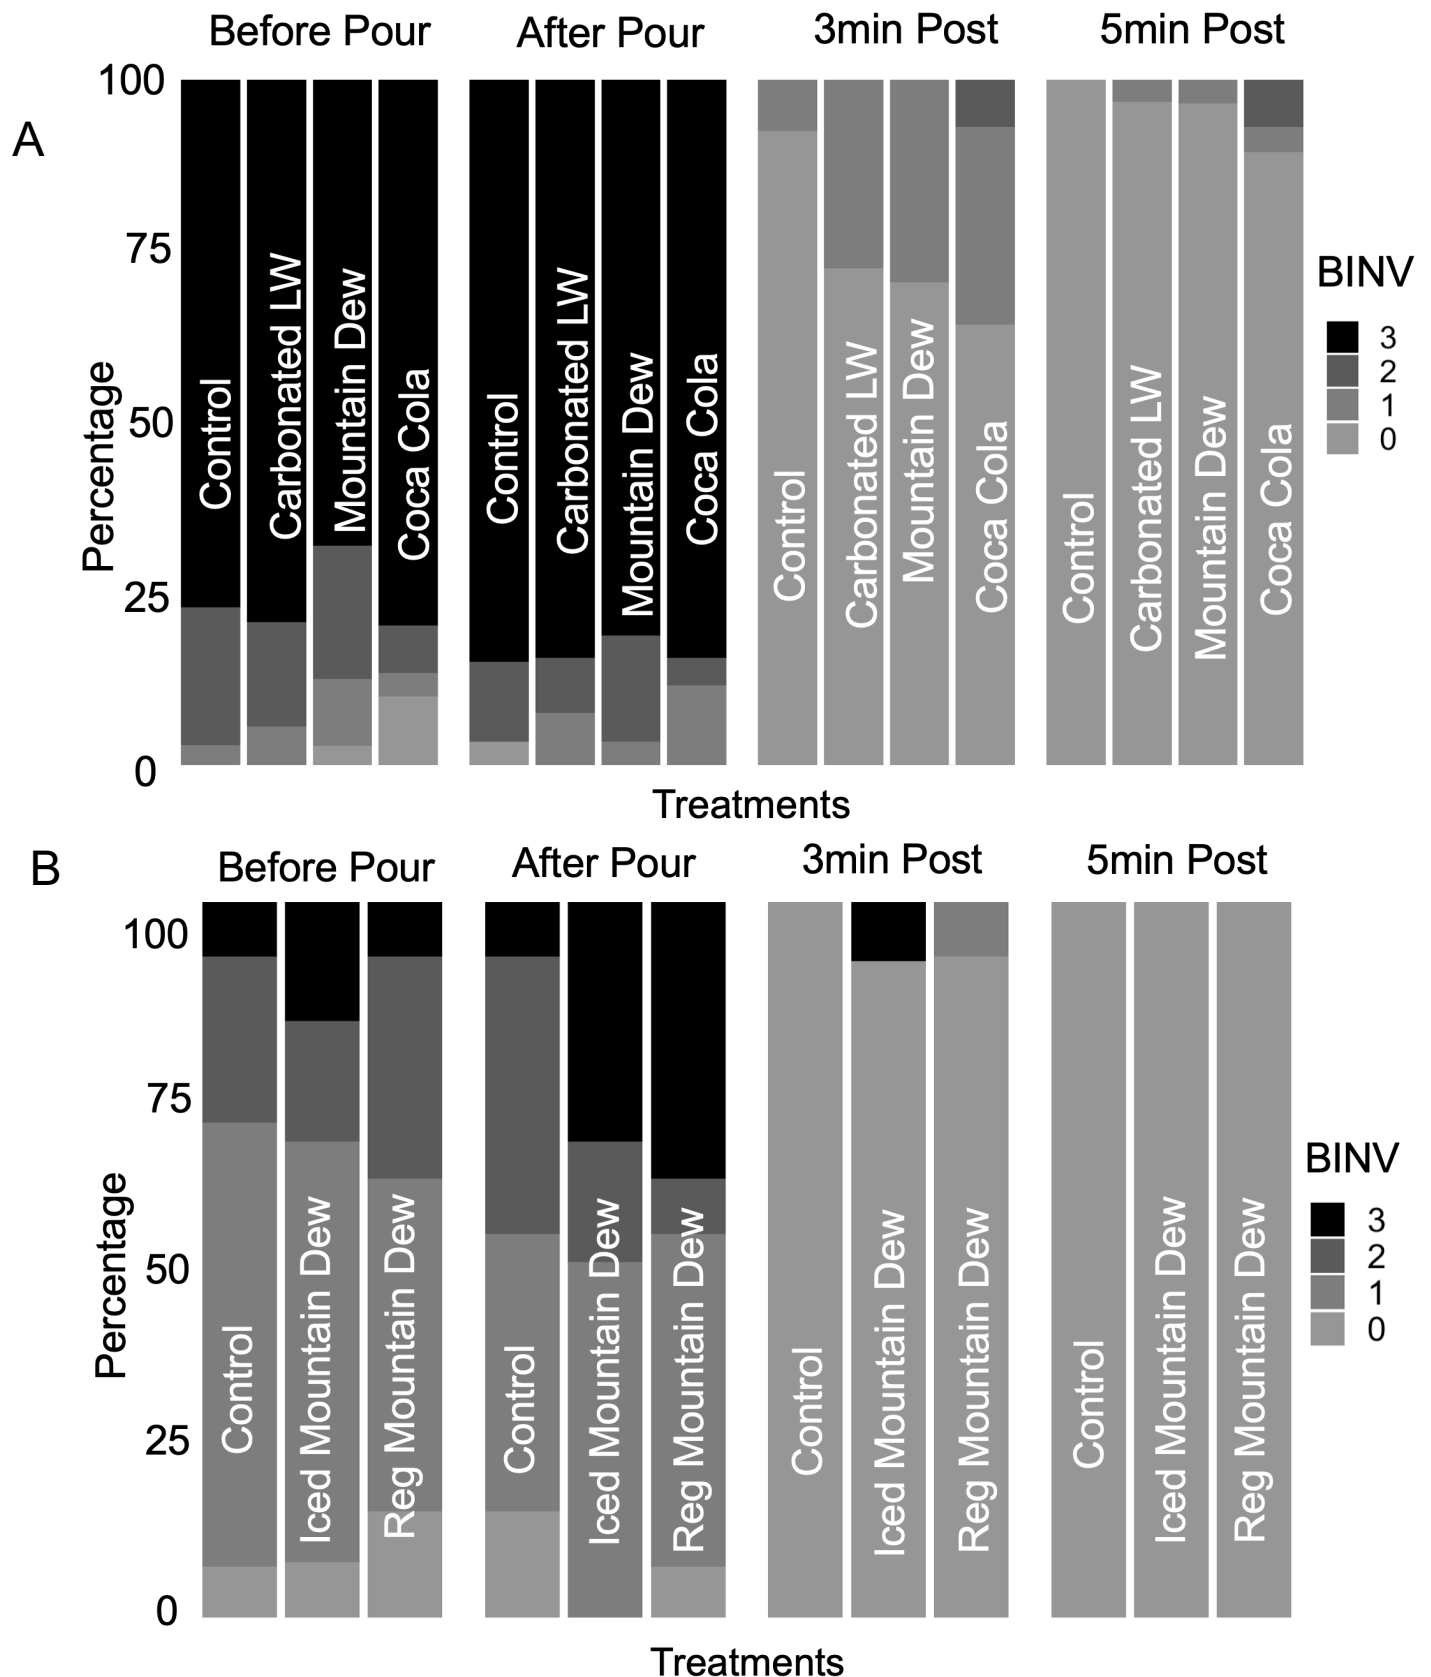 Before Pour After Pour 3min Post 5min Post
A
100
75
50
25
0
Percentage
Control
Carbonated LW
Mountain Dew
Coca Cola
Control
Carbonated LW
Mountain Dew
Coca Cola
Control
Carbonated LW
Mountain Dew
Coca Cola
Control
Carbonated LW
Mountain Dew
Coca Cola
BINV
3
2
1
0
Treatments
B
Before Pour After Pour 3min Post 5min Post
100
75
50
25
0
Percentage
Control
Iced Mountain Dew
Reg Mountain Dew
Control
Iced Mountain Dew
Reg Mountain Dew
Control
Iced Mountain Dew
Reg Mountain Dew
Control
Iced Mountain Dew
Reg Mountain Dew
BINV
3
2
1
0
Treatments